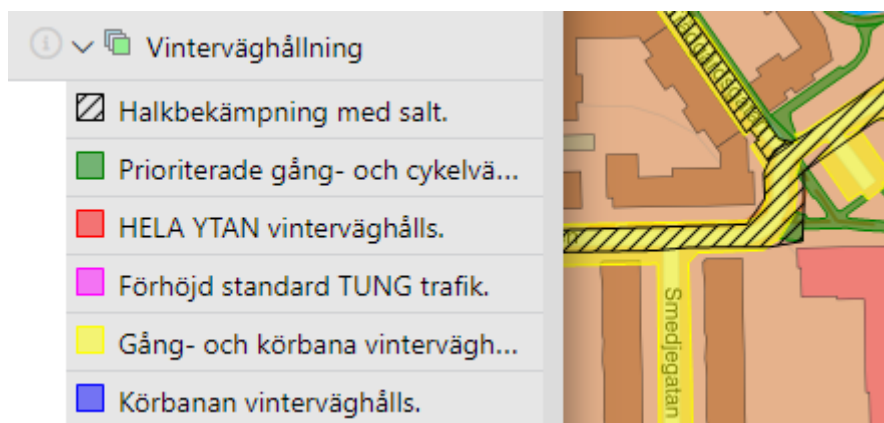 Vinterväghållning
Halkbekämpning med salt.
Prioriterade gång- och cykelvä...
HELA YTAN vinterväghålls.
Förhöjd standard TUNG trafik.
Gång- och körbana vintervägh...
Körbanan vinterväghålls.
Smedjegatan